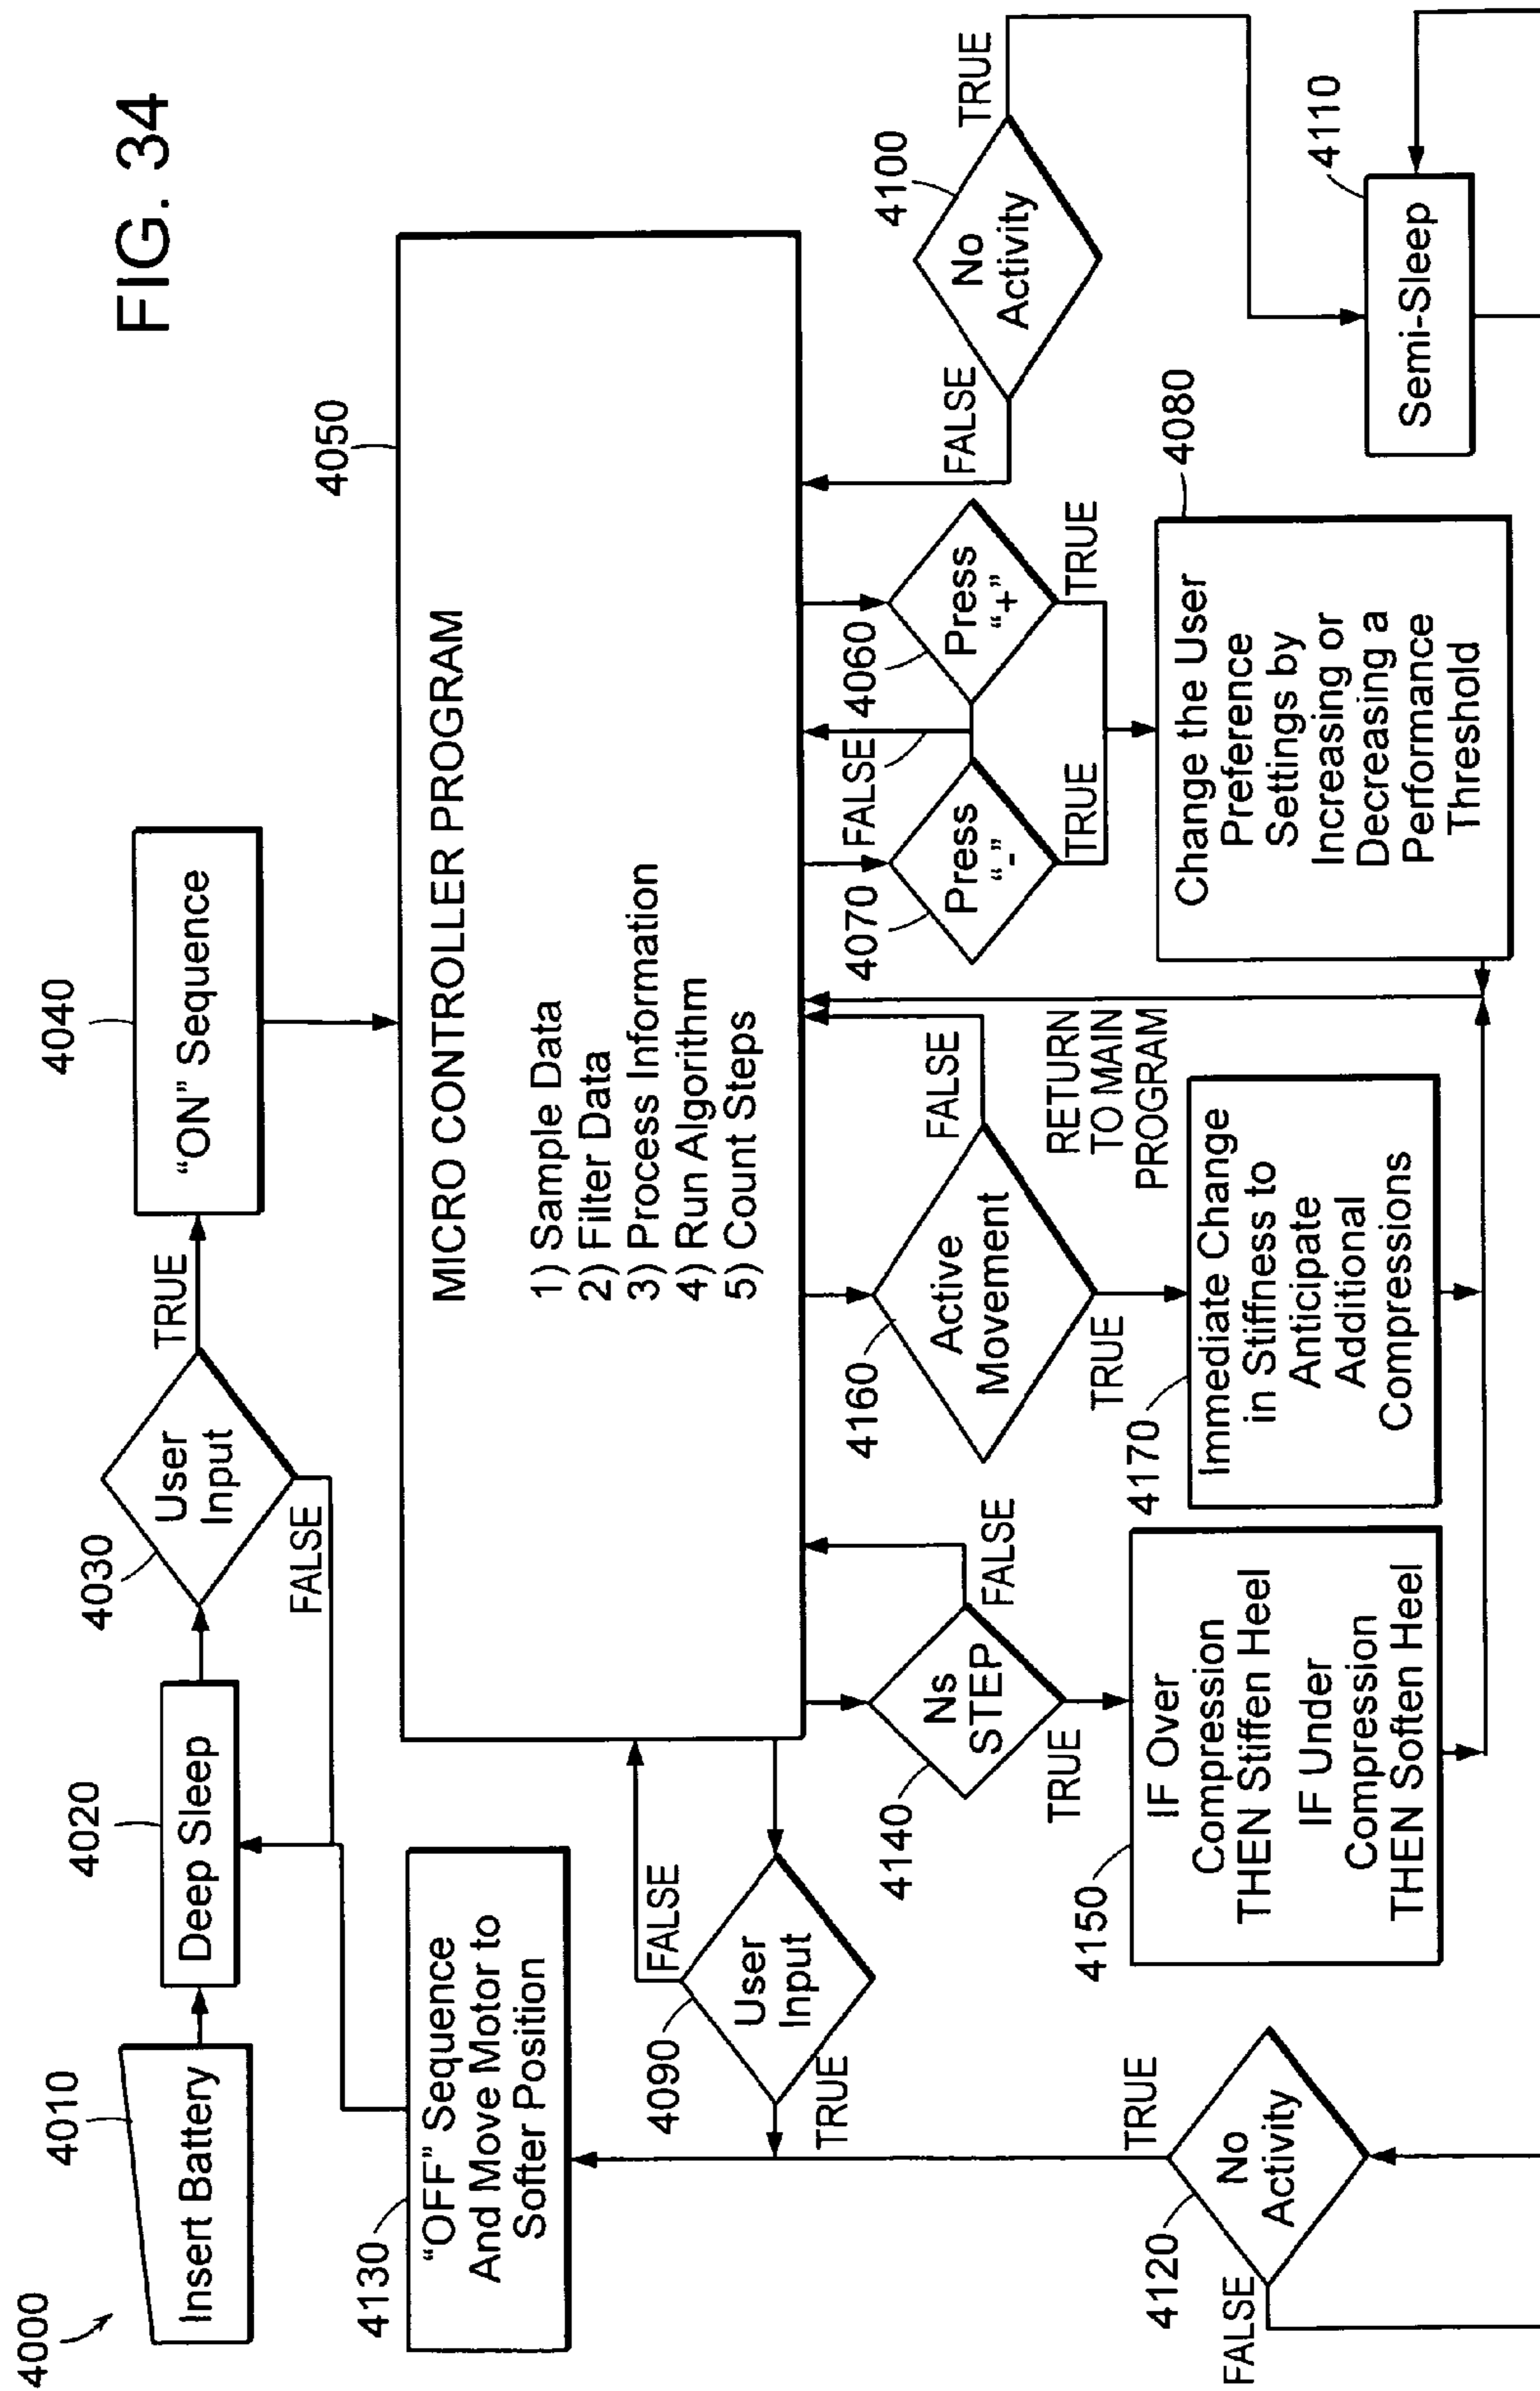 FIG. 34
4000
4010
Insert Battery
4020
Deep Sleep
4030
User
Input
TRUE
FALSE
4040
“ON” Sequence
4050
MICRO CONTROLLER PROGRAM
1) Sample Data
2) Filter Data
3) Process Information
4) Run Algorithm
5) Count Steps
4130
“OFF” Sequence
And Move Motor to
Softer Position
4090
User
Input
FALSE
TRUE
4140
Ns
STEP
FALSE
TRUE
4160
Active
Movement
FALSE
TRUE
RETURN
TO MAIN
PROGRAM
4070
Press
“-”
FALSE
TRUE
4060
Press
“+”
TRUE
4100
No
Activity
FALSE
TRUE
4120
No
Activity
TRUE
FALSE
4150
IF Over
Compression
THEN Stiffen Heel
IF Under
Compression
THEN Soften Heel
4170
Immediate Change
in Stiffness to
Anticipate
Additional
Compressions
4080
Change the User
Preference
Settings by
Increasing or
Decreasing a
Performance
Threshold
4110
Semi-Sleep